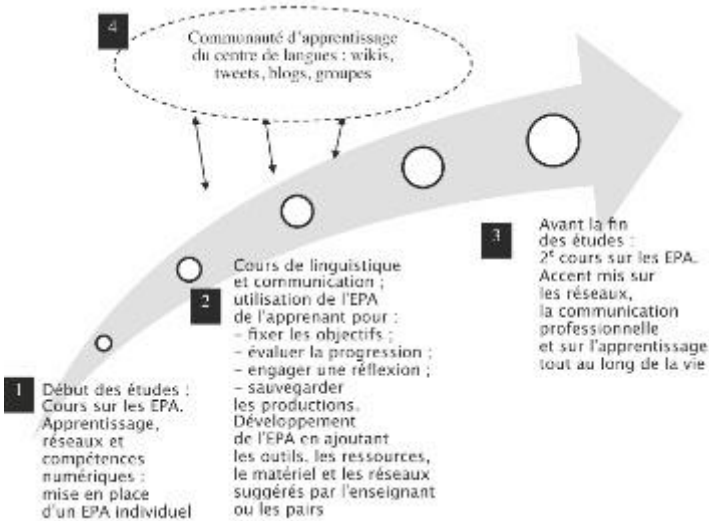 4
Communauté d'apprentissage
du centre de langues : wikis,
tweets, blogs, groupes
1
Début des études :
Cours sur les EPA.
Apprentissage,
réseaux et
compétences
numériques :
mise en place
d'un EPA individuel
2
Cours de linguistique
et communication ;
utilisation de l'EPA
de l'apprenant pour :
– fixer les objectifs ;
– évaluer la progression ;
– engager une réflexion ;
– sauvegarder
les productions.
Développement
de l'EPA en ajoutant
les outils, les ressources,
le matériel et les réseaux
suggérés par l'enseignant
ou les pairs
3
Avant la fin
des études :
2e cours sur les EPA.
Accent mis sur
les réseaux,
la communication
professionnelle
et sur l'apprentissage
tout au long de la vie